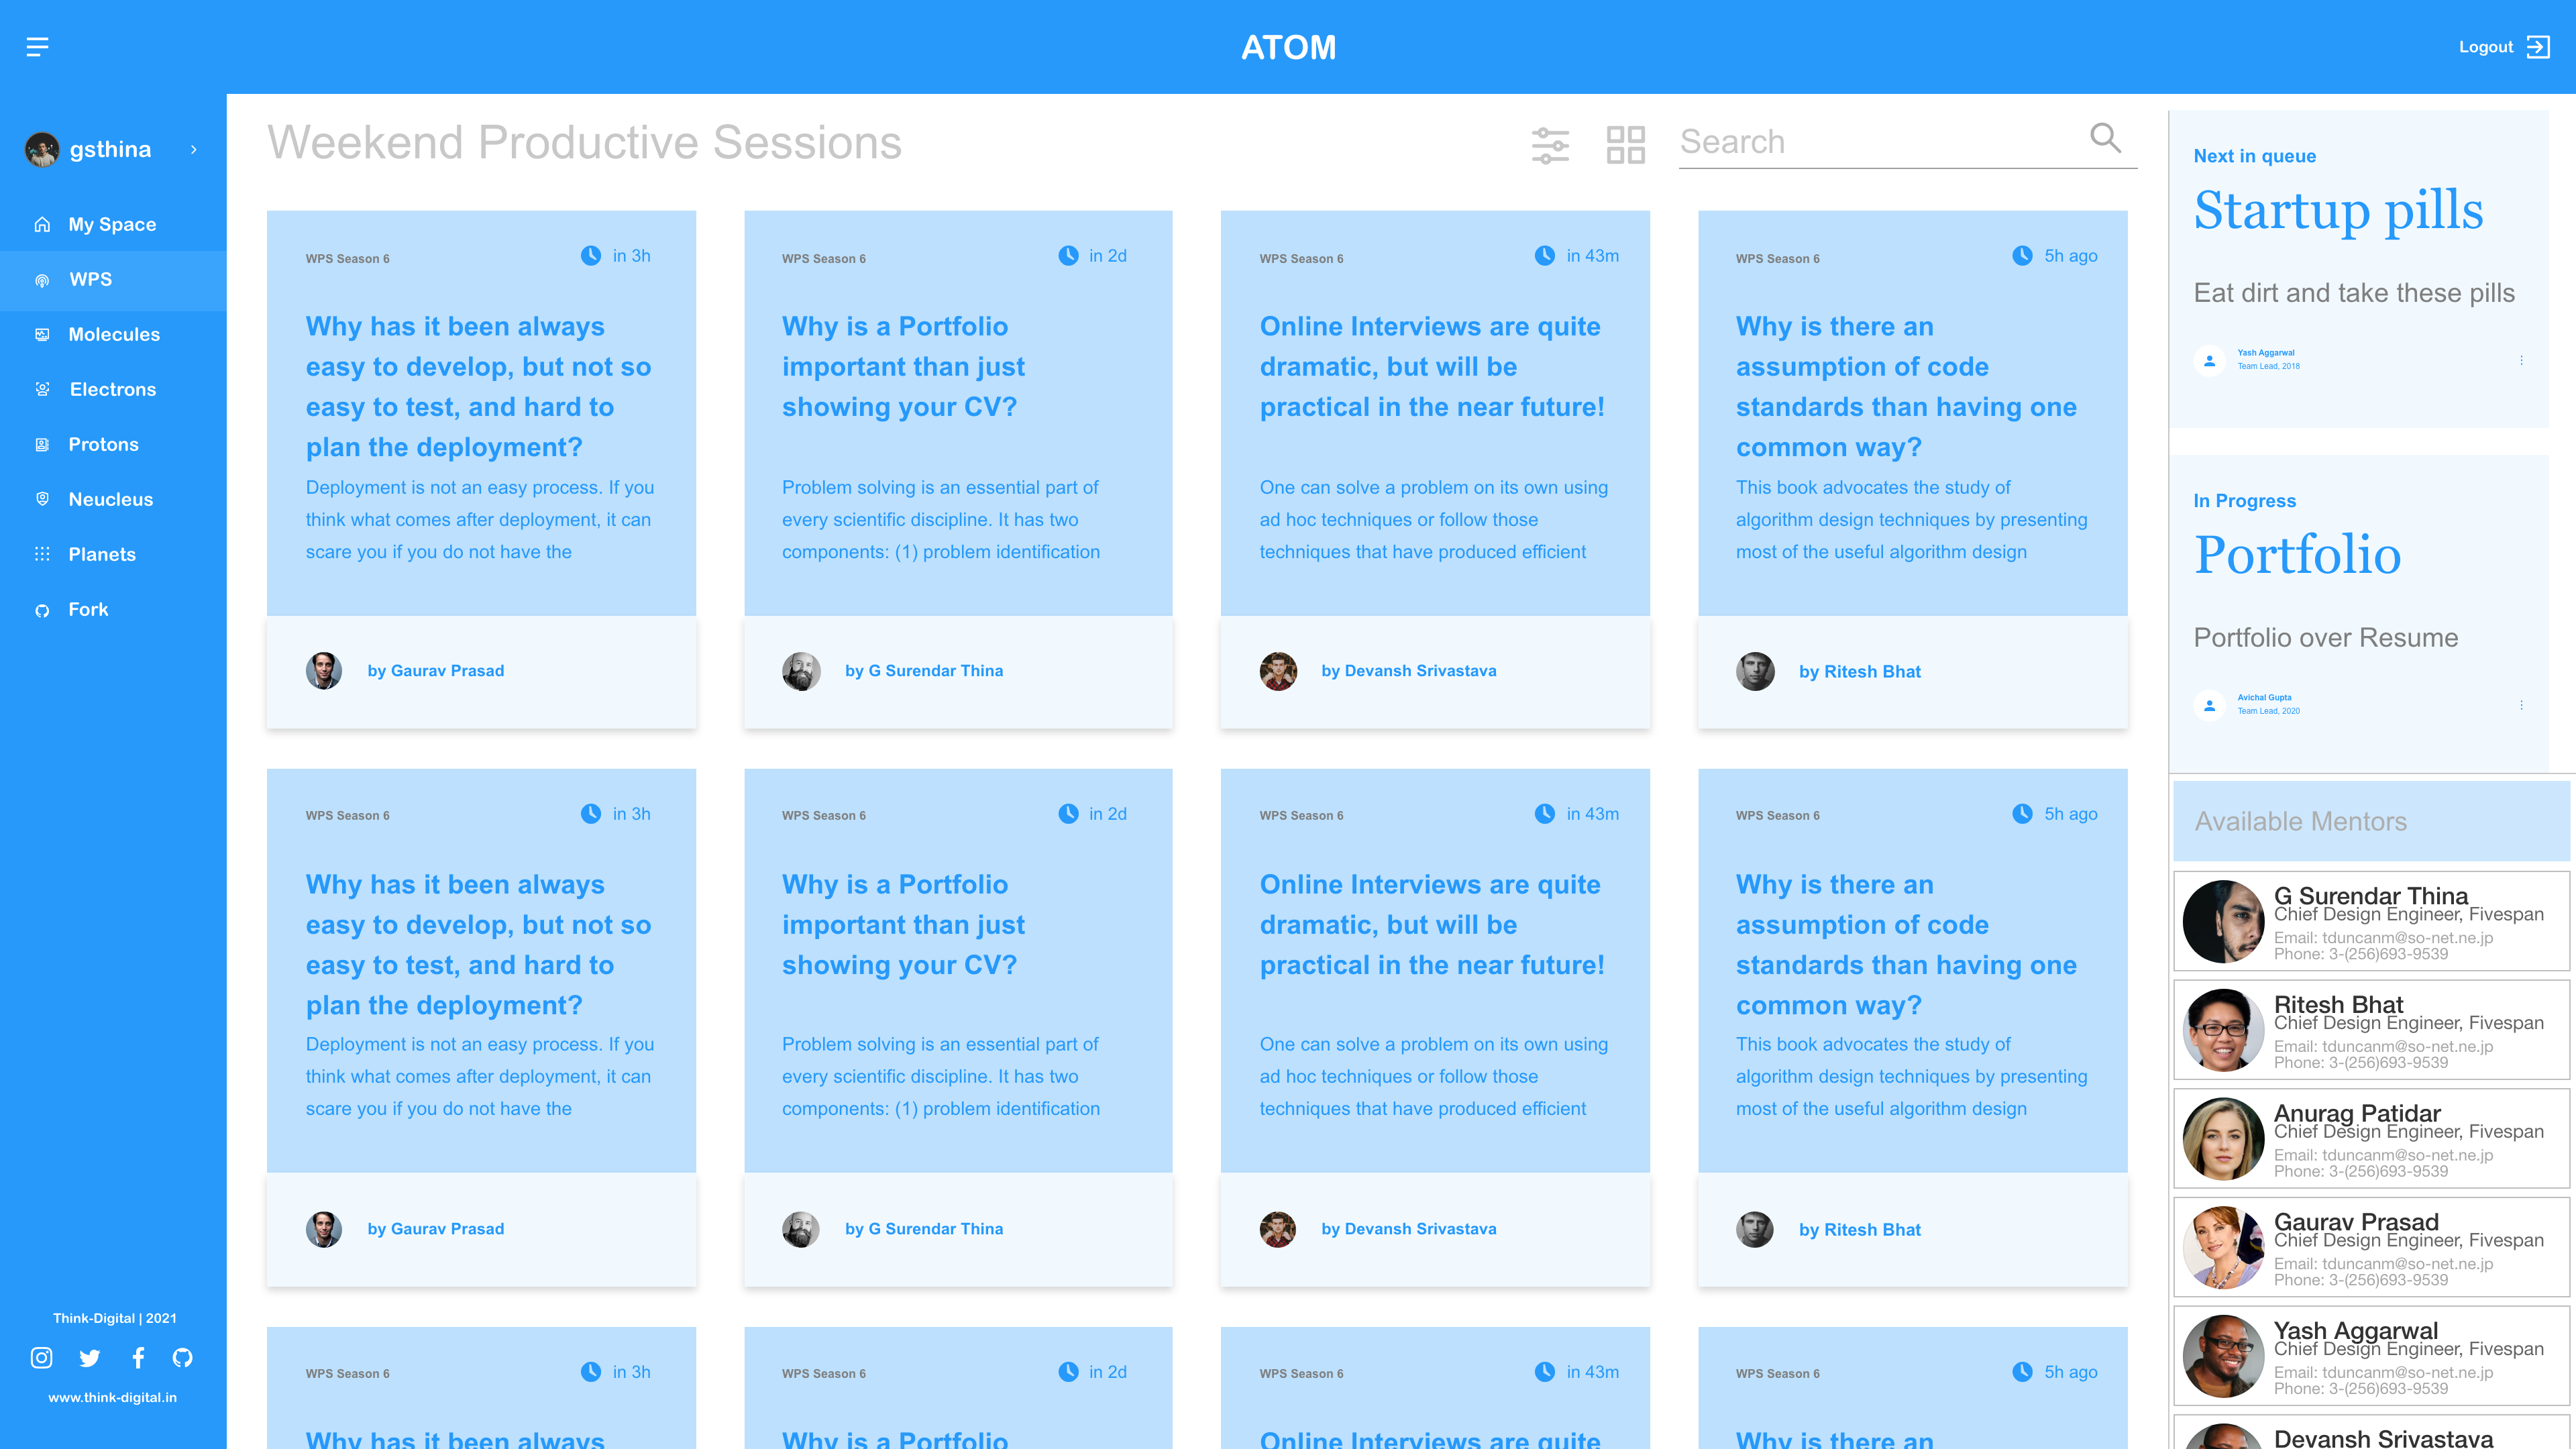 ATOM
Logout
gsthina
My Space
WPS
Molecules
Electrons
Protons
Neucleus
Planets
Fork
Think-Digital | 2021
www.think-digital.in
Weekend Productive Sessions
Search
WPS Season 6
in 3h
Why has it been always
easy to develop, but not so
easy to test, and hard to
plan the deployment?
Deployment is not an easy process. If you
think what comes after deployment, it can
scare you if you do not have the
by Gaurav Prasad
WPS Season 6
in 2d
Why is a Portfolio
important than just
showing your CV?
Problem solving is an essential part of
every scientific discipline. It has two
components: (1) problem identification
by G Surendar Thina
WPS Season 6
in 43m
Online Interviews are quite
dramatic, but will be
practical in the near future!
One can solve a problem on its own using
ad hoc techniques or follow those
techniques that have produced efficient
by Devansh Srivastava
WPS Season 6
5h ago
Why is there an
assumption of code
standards than having one
common way?
This book advocates the study of
algorithm design techniques by presenting
most of the useful algorithm design
by Ritesh Bhat
WPS Season 6
in 3h
Why has it been always
easy to develop, but not so
easy to test, and hard to
plan the deployment?
Deployment is not an easy process. If you
think what comes after deployment, it can
scare you if you do not have the
by Gaurav Prasad
WPS Season 6
in 2d
Why is a Portfolio
important than just
showing your CV?
Problem solving is an essential part of
every scientific discipline. It has two
components: (1) problem identification
by G Surendar Thina
WPS Season 6
in 43m
Online Interviews are quite
dramatic, but will be
practical in the near future!
One can solve a problem on its own using
ad hoc techniques or follow those
techniques that have produced efficient
by Devansh Srivastava
WPS Season 6
5h ago
Why is there an
assumption of code
standards than having one
common way?
This book advocates the study of
algorithm design techniques by presenting
most of the useful algorithm design
by Ritesh Bhat
WPS Season 6
in 3h
Why has it been always
WPS Season 6
in 2d
Why is a Portfolio
WPS Season 6
in 43m
Online Interviews are quite
WPS Season 6
5h ago
Why is there an
Next in queue
Startup pills
Eat dirt and take these pills
Yash Aggarwal
Team Lead, 2018
In Progress
Portfolio
Portfolio over Resume
Avichal Gupta
Team Lead, 2020
Available Mentors
G Surendar Thina
Chief Design Engineer, Fivespan
Email: tduncanm@so-net.ne.jp
Phone: 3-(256)693-9539
Ritesh Bhat
Chief Design Engineer, Fivespan
Email: tduncanm@so-net.ne.jp
Phone: 3-(256)693-9539
Anurag Patidar
Chief Design Engineer, Fivespan
Email: tduncanm@so-net.ne.jp
Phone: 3-(256)693-9539
Gaurav Prasad
Chief Design Engineer, Fivespan
Email: tduncanm@so-net.ne.jp
Phone: 3-(256)693-9539
Yash Aggarwal
Chief Design Engineer, Fivespan
Email: tduncanm@so-net.ne.jp
Phone: 3-(256)693-9539
Devansh Srivastava